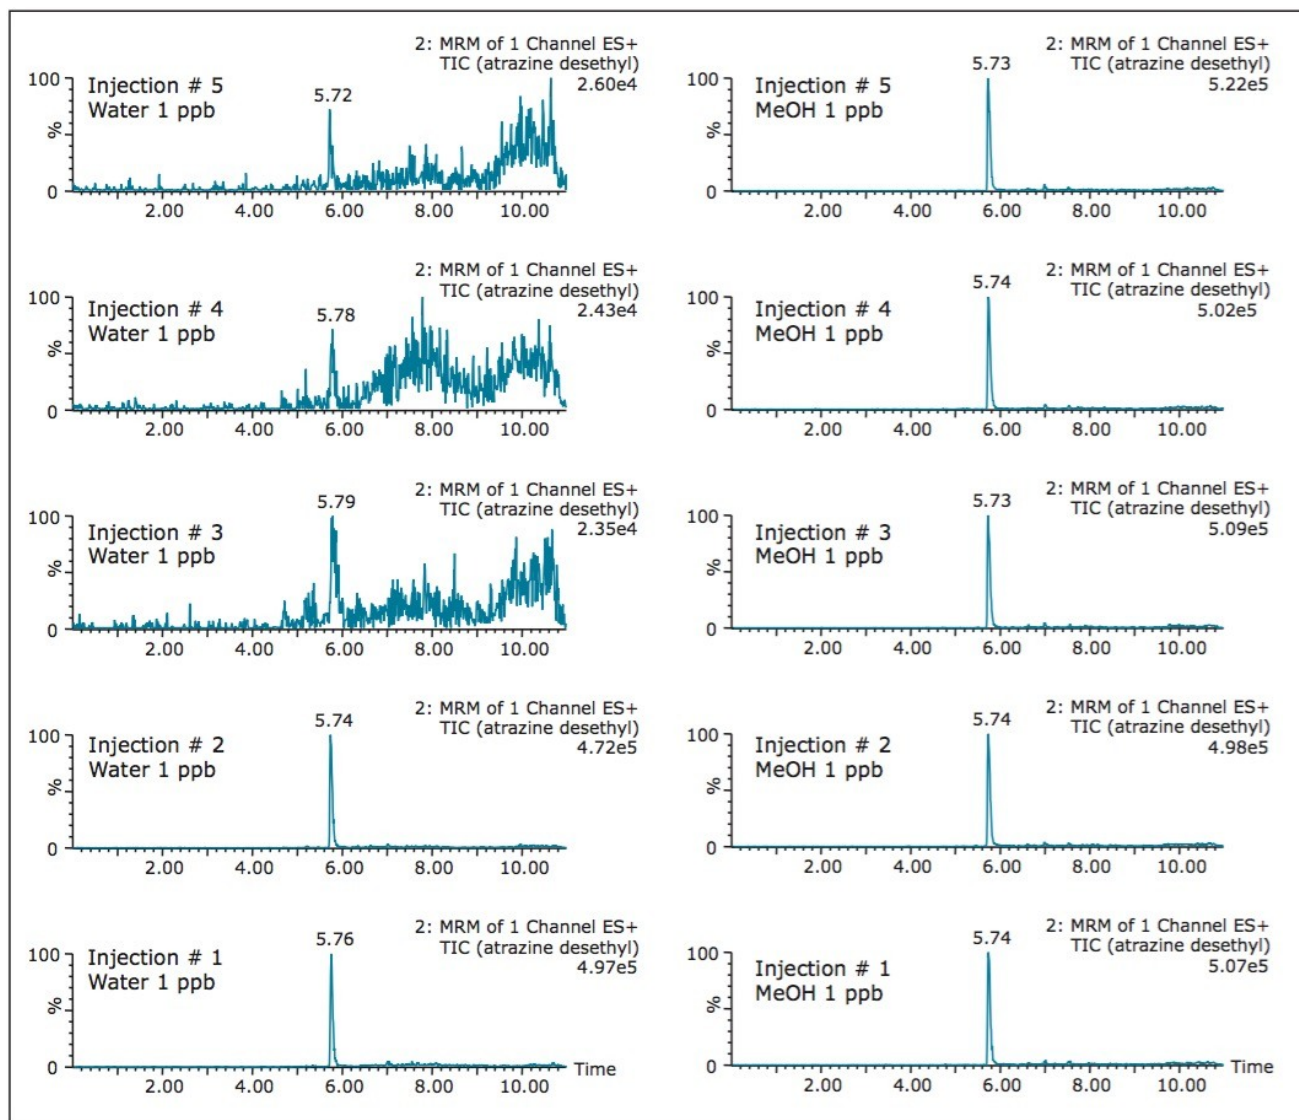 2: MRM of 1 Channel ES+
TIC (atrazine desethyl)
2.60e4
Injection # 5
Water 1 ppb
5.72
100
%
0
2.00 4.00 6.00 8.00 10.00
2: MRM of 1 Channel ES+
TIC (atrazine desethyl)
5.22e5
Injection # 5
MeOH 1 ppb
5.73
100
%
0
2.00 4.00 6.00 8.00 10.00
2: MRM of 1 Channel ES+
TIC (atrazine desethyl)
2.43e4
Injection # 4
Water 1 ppb
5.78
100
%
0
2.00 4.00 6.00 8.00 10.00
2: MRM of 1 Channel ES+
TIC (atrazine desethyl)
5.02e5
Injection # 4
MeOH 1 ppb
5.74
100
%
0
2.00 4.00 6.00 8.00 10.00
2: MRM of 1 Channel ES+
TIC (atrazine desethyl)
2.35e4
Injection # 3
Water 1 ppb
5.79
100
%
0
2.00 4.00 6.00 8.00 10.00
2: MRM of 1 Channel ES+
TIC (atrazine desethyl)
5.09e5
Injection # 3
MeOH 1 ppb
5.73
100
%
0
2.00 4.00 6.00 8.00 10.00
2: MRM of 1 Channel ES+
TIC (atrazine desethyl)
4.72e5
Injection # 2
Water 1 ppb
5.74
100
%
0
2.00 4.00 6.00 8.00 10.00
2: MRM of 1 Channel ES+
TIC (atrazine desethyl)
4.98e5
Injection # 2
MeOH 1 ppb
5.74
100
%
0
2.00 4.00 6.00 8.00 10.00
2: MRM of 1 Channel ES+
TIC (atrazine desethyl)
4.97e5
Injection # 1
Water 1 ppb
5.76
100
%
0
Time
2.00 4.00 6.00 8.00 10.00
2: MRM of 1 Channel ES+
TIC (atrazine desethyl)
5.07e5
Injection # 1
MeOH 1 ppb
5.74
100
%
0
Time
2.00 4.00 6.00 8.00 10.00